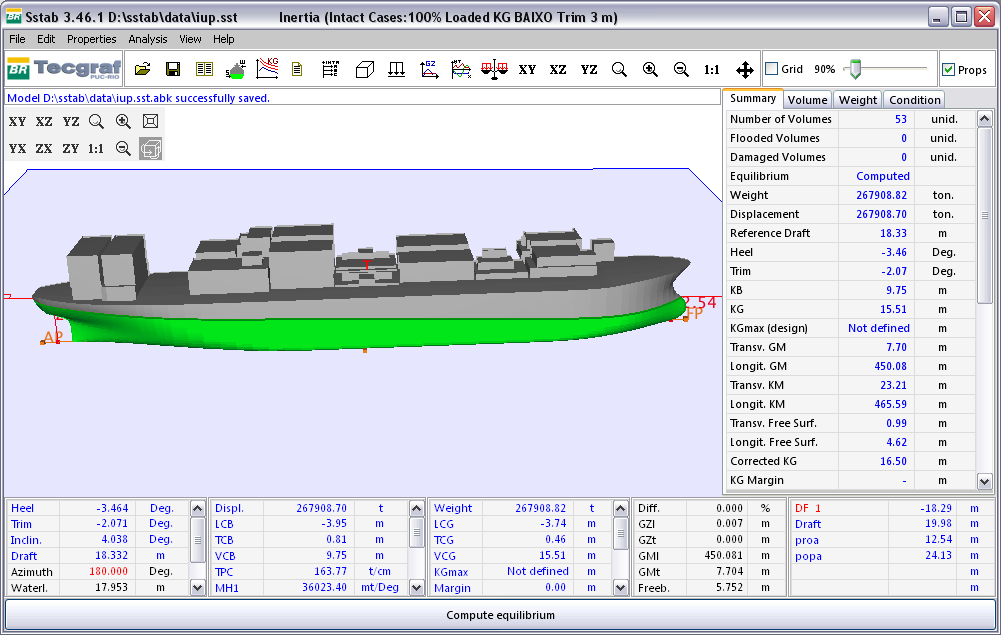 Sstab 3.46.1 D:\sstab\data\iup.sst Inertia (Intact Cases:100% Loaded KG BAIXO Trim 3 m)
File Edit Properties Analysis View Help
BR Tecgraf PUC-RIO KG GZ XY XZ YZ 1:1 Grid 90% Props
Model D:\sstab\data\iup.sst.abk successfully saved.
XY XZ YZ
YX ZX ZY 1:1
Summary Volume Weight Condition
Number of Volumes 53 unid.
Flooded Volumes 0 unid.
Damaged Volumes 0 unid.
Equilibrium Computed
Weight 267908.82 ton.
Displacement 267908.70 ton.
Reference Draft 18.33 m
Heel -3.46 Deg.
Trim -2.07 Deg.
KB 9.75 m
KG 15.51 m
KGmax (design) Not defined m
Transv. GM 7.70 m
Longit. GM 450.08 m
Transv. KM 23.21 m
Longit. KM 465.59 m
Transv. Free Surf. 0.99 m
Longit. Free Surf. 4.62 m
Corrected KG 16.50 m
KG Margin - m
2.54
FP
AP
Heel -3.464 Deg.
Trim -2.071 Deg.
Inclin. 4.038 m
Draft 18.332 m
Azimuth 180.000 Deg.
Waterl. 17.953 m
Displ. 267908.70 t
LCB -3.95 m
TCB 0.81 m
VCB 9.75 m
TPC 163.77 t/cm
MH1 36023.40 mt/Deg
Weight 267908.82 t
LCG -3.74 m
TCG 0.46 m
VCG 15.51 m
KGmax Not defined m
Margin 0.00 m
Diff. 0.000 %
GZl 0.007 m
GZt 0.000 m
GMl 450.081 m
GMt 7.704 m
Freeb. 5.752 m
DF 1 -18.29 m
Draft 19.98 m
proa 12.54 m
popa 24.13 m
m
m
Compute equilibrium